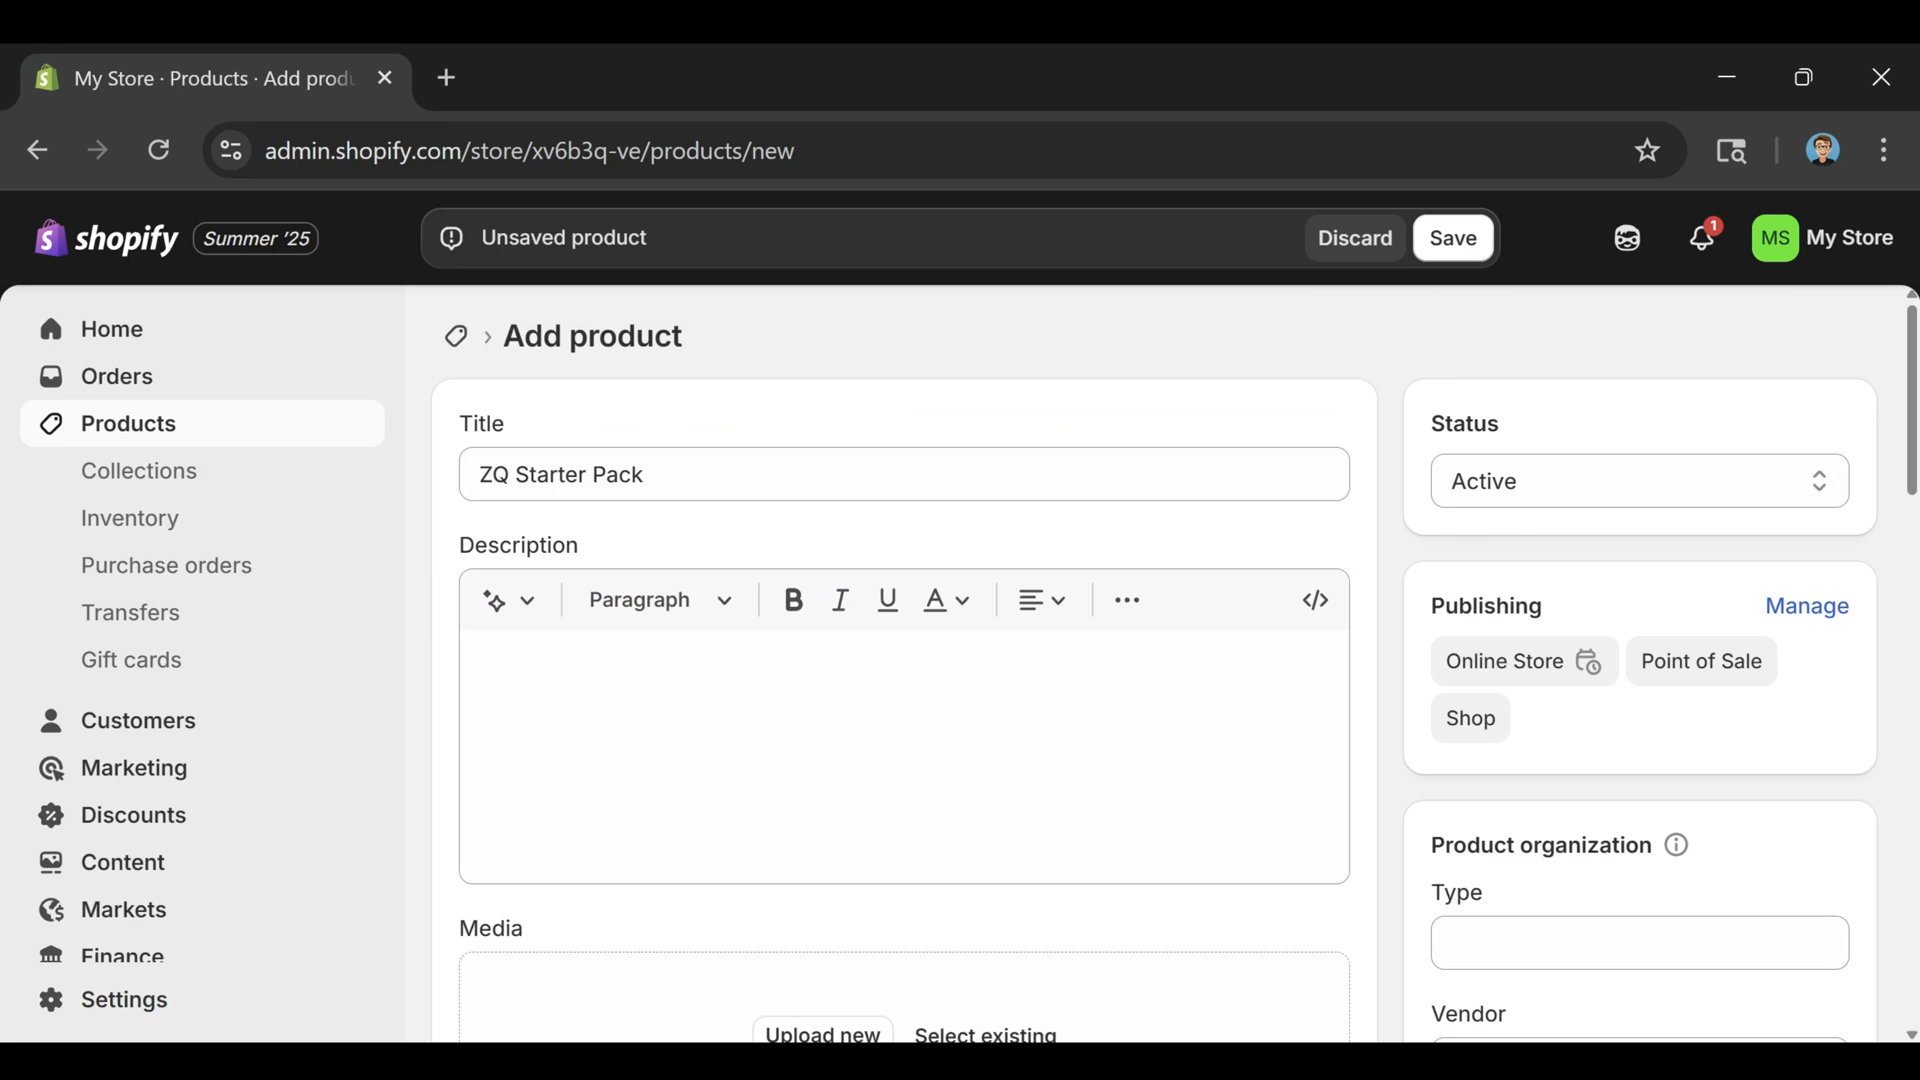 My Store · Products · Add produ
admin.shopify.com/store/xv6b3q-ve/products/new
shopify
Summer '25
Unsaved product
Discard
Save
1
MS
My Store
Home
Orders
Products
Collections
Inventory
Purchase orders
Transfers
Gift cards
Customers
Marketing
Discounts
Content
Markets
Finance
Settings
Add product
Title
ZQ Starter Pack
Description
Paragraph
B I U A
Media
Upload new
Select existing
Status
Active
Publishing
Manage
Online Store
Point of Sale
Shop
Product organization
Type
Vendor